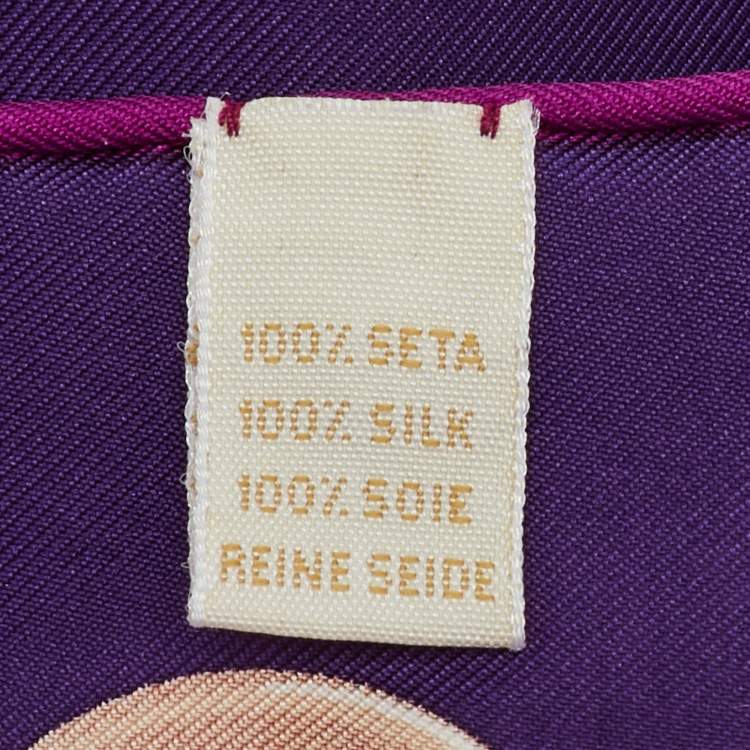 100% SETA
100% SILK
100% SOIE
REINE SEIDE